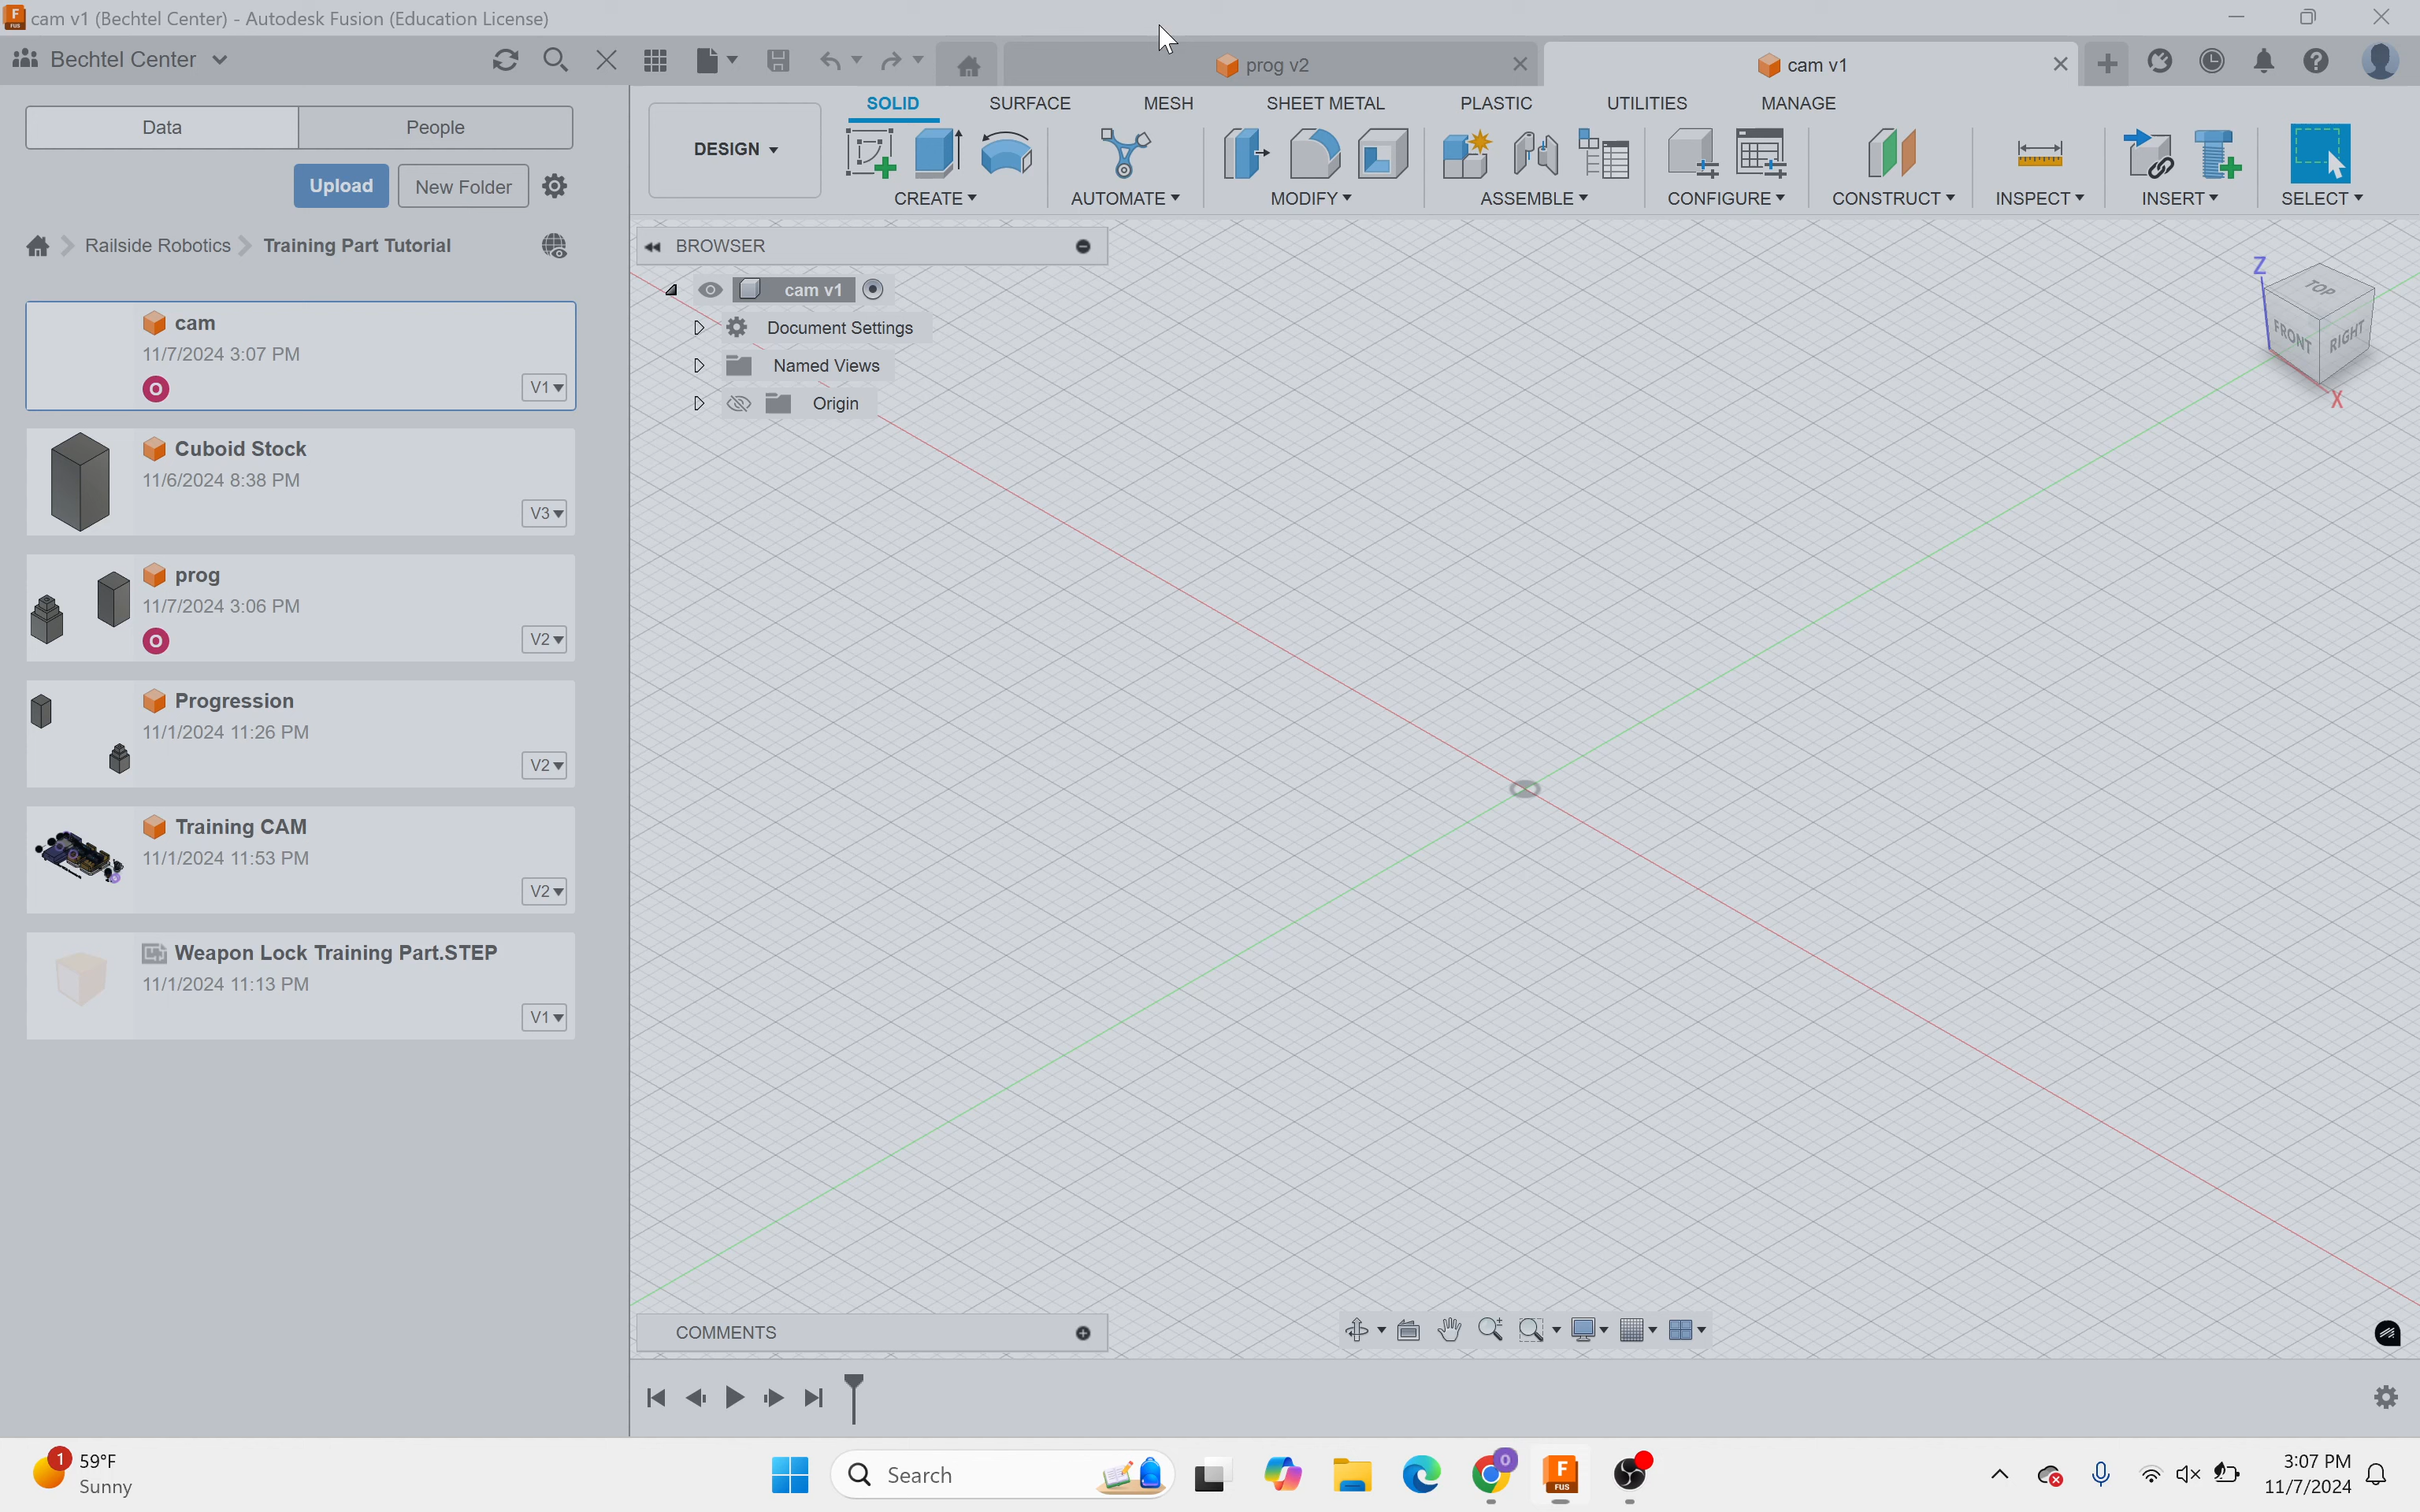 cam v1 (Bechtel Center) - Autodesk Fusion (Education License)
Bechtel Center
prog v2
cam v1
Data
People
Upload
New Folder
Railside Robotics
Training Part Tutorial
cam
11/7/2024 3:07 PM
O
V1
Cuboid Stock
11/6/2024 8:38 PM
V3
prog
11/7/2024 3:06 PM
O
V2
Progression
11/1/2024 11:26 PM
V2
Training CAM
11/1/2024 11:53 PM
V2
Weapon Lock Training Part.STEP
11/1/2024 11:13 PM
V1
DESIGN
SOLID
SURFACE
MESH
SHEET METAL
PLASTIC
UTILITIES
MANAGE
CREATE
AUTOMATE
MODIFY
ASSEMBLE
CONFIGURE
CONSTRUCT
INSPECT
INSERT
SELECT
BROWSER
cam v1
Document Settings
Named Views
Origin
Z
TOP
FRONT
RIGHT
X
COMMENTS
1
59°F
Sunny
Search
O
F
FUS
3:07 PM
11/7/2024